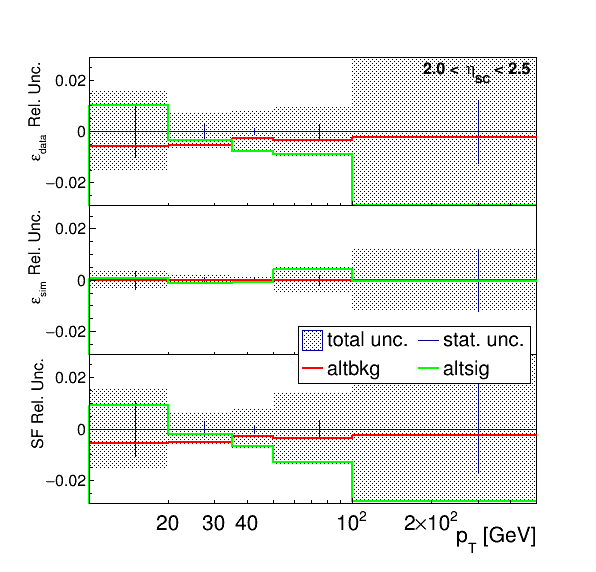 2.0 < η_SC < 2.5
ε_data Rel. Unc.
0.02
0
−0.02
ε_sim Rel. Unc.
0.02
0
−0.02
total unc. stat. unc.
altbkg altsig
SF Rel. Unc.
0.02
0
−0.02
20 30 40 10² 2×10²
p_T [GeV]